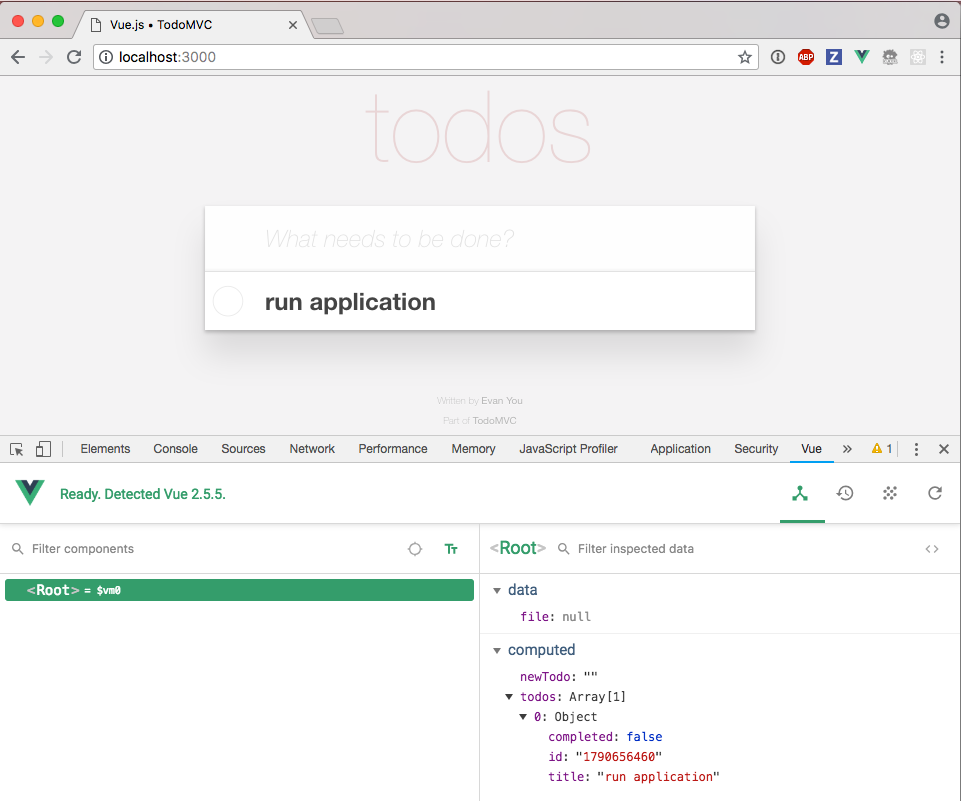 Vue.js • TodoMVC
localhost:3000
ABP
Z
todos
What needs to be done?
run application
Written by Evan You
Part of TodoMVC
Elements Console Sources Network Performance Memory JavaScript Profiler Application Security Vue » 1
Ready. Detected Vue 2.5.5.
Filter components Tт
<Root> Filter inspected data
<Root> = $vm0
data
file: null
computed
newTodo: ""
todos: Array[1]
0: Object
completed: false
id: "1790656460"
title: "run application"